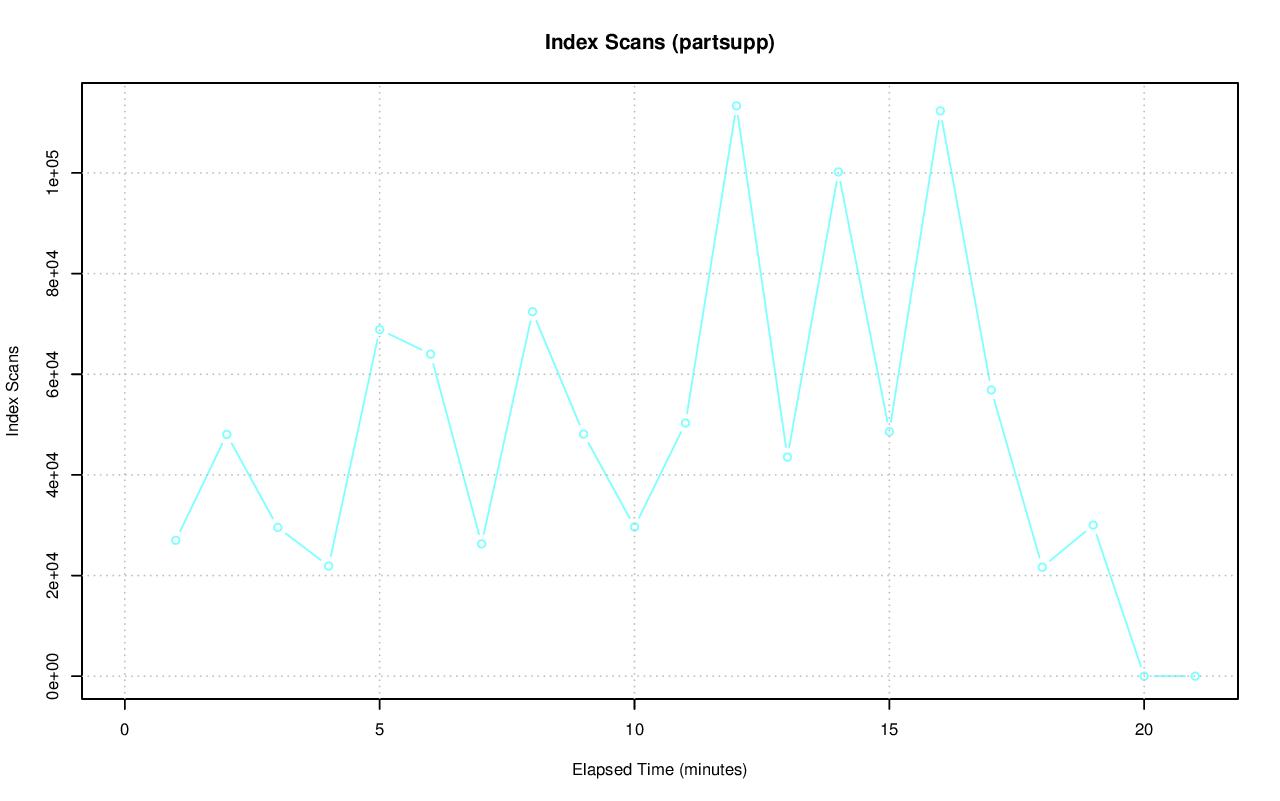 Index Scans (partsupp)
Index Scans
1e+05
8e+04
6e+04
4e+04
2e+04
0e+00
0 5 10 15 20
Elapsed Time (minutes)